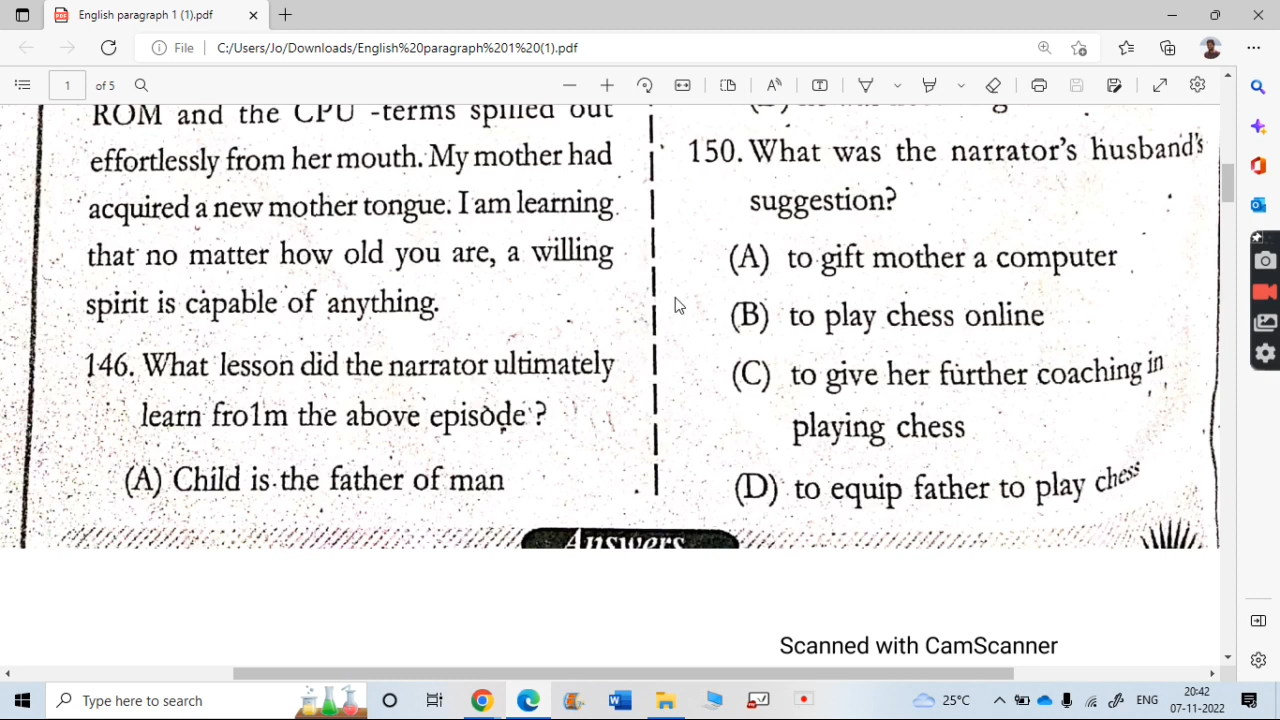 English paragraph 1 (1).pdf
File
C:/Users/Jo/Downloads/English%20paragraph%201%20(1).pdf
1
of 5
ROM and the CPU -terms spilled out
effortlessly from her mouth. My mother had
acquired a new mother tongue. I am learning
that no matter how old you are, a willing
spirit is capable of anything.
146. What lesson did the narrator ultimately
learn fro1m the above episode ?
(A) Child is the father of man
150. What was the narrator's husband's
suggestion?
(A) to gift mother a computer
(B) to play chess online
(C) to give her further coaching in
playing chess
(D) to equip father to play chess
Answers
Scanned with CamScanner
Type here to search
25°C
ENG
20:42
07-11-2022